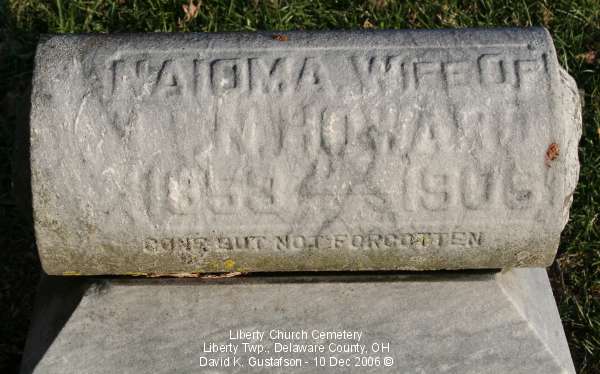 NAIOMA WIFE OF
HOWARD
1859 1906
GONE BUT NOT FORGOTTEN
Liberty Church Cemetery
Liberty Twp., Delaware County, OH
David K. Gustafson - 10 Dec 2006 ©